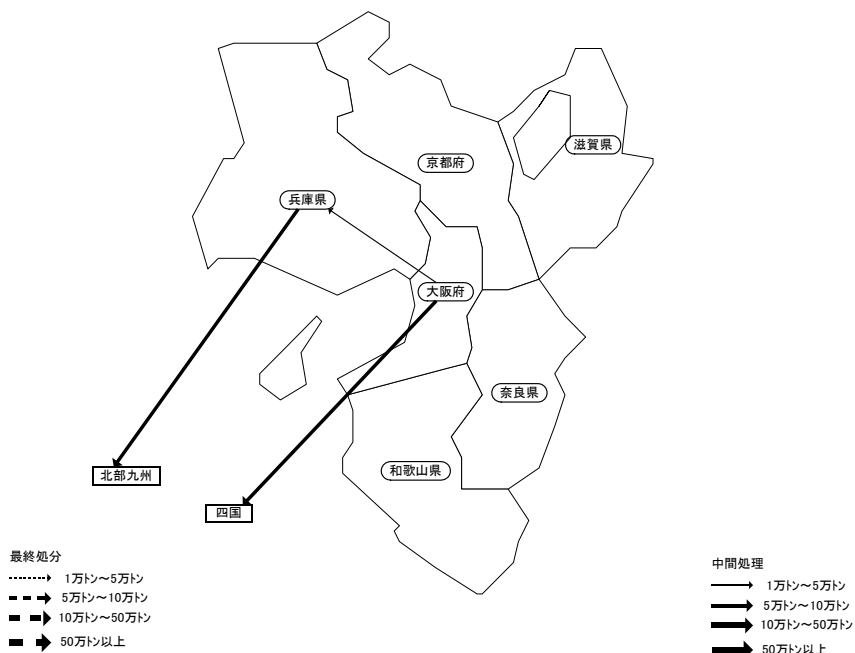 滋賀県
京都府
兵庫県
大阪府
奈良県
和歌山県
北部九州
四国
最終処分
1万トン～5万トン
5万トン～10万トン
10万トン～50万トン
50万トン以上
中間処理
1万トン～5万トン
5万トン～10万トン
10万トン～50万トン
50万トン以上